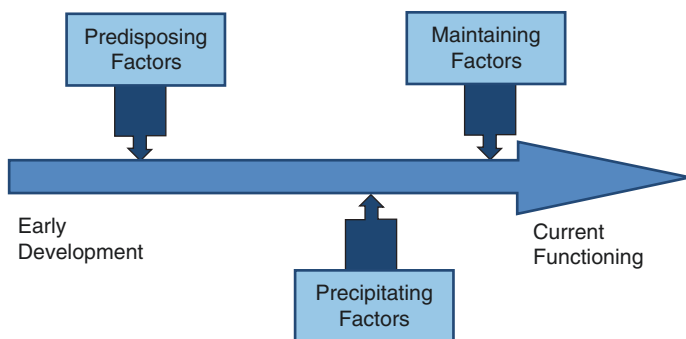 Predisposing
Factors
Maintaining
Factors
Early
Development
Current
Functioning
Precipitating
Factors